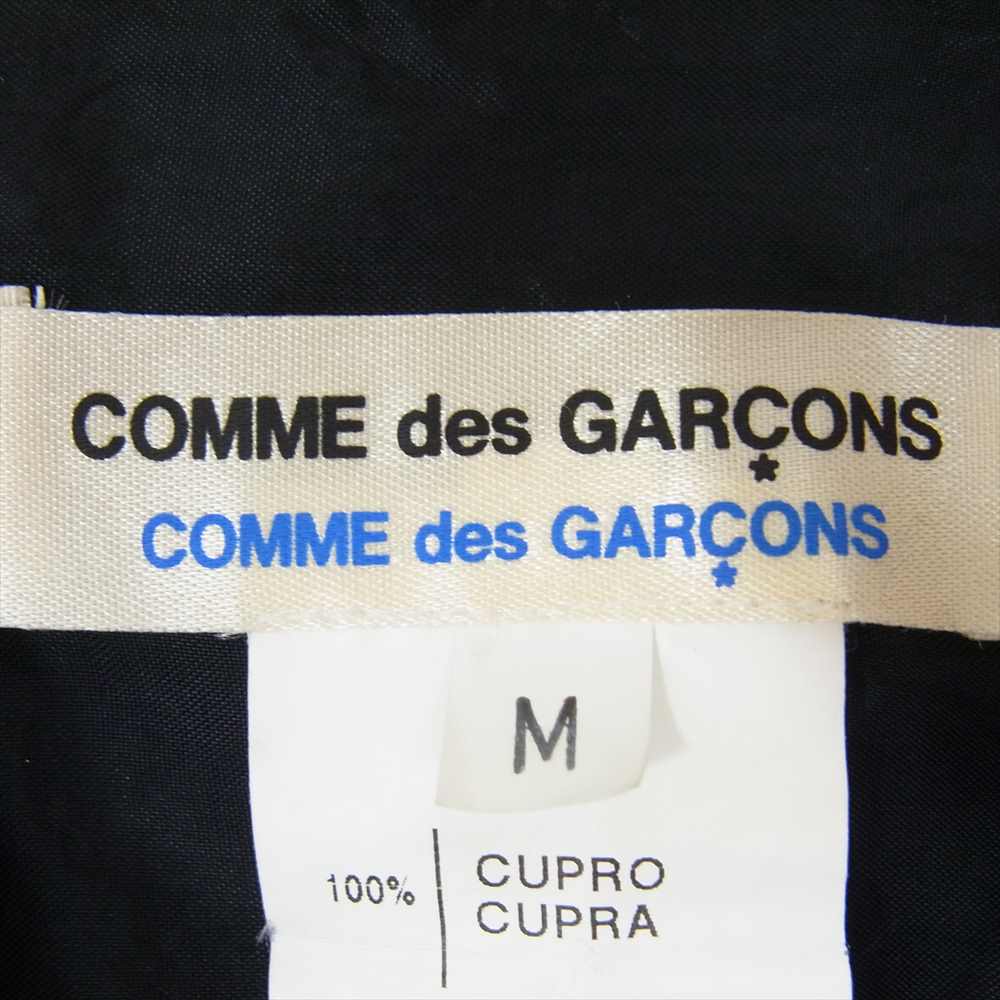 COMME des GARÇONS
COMME des GARÇONS
M
100% CUPRO
CUPRA